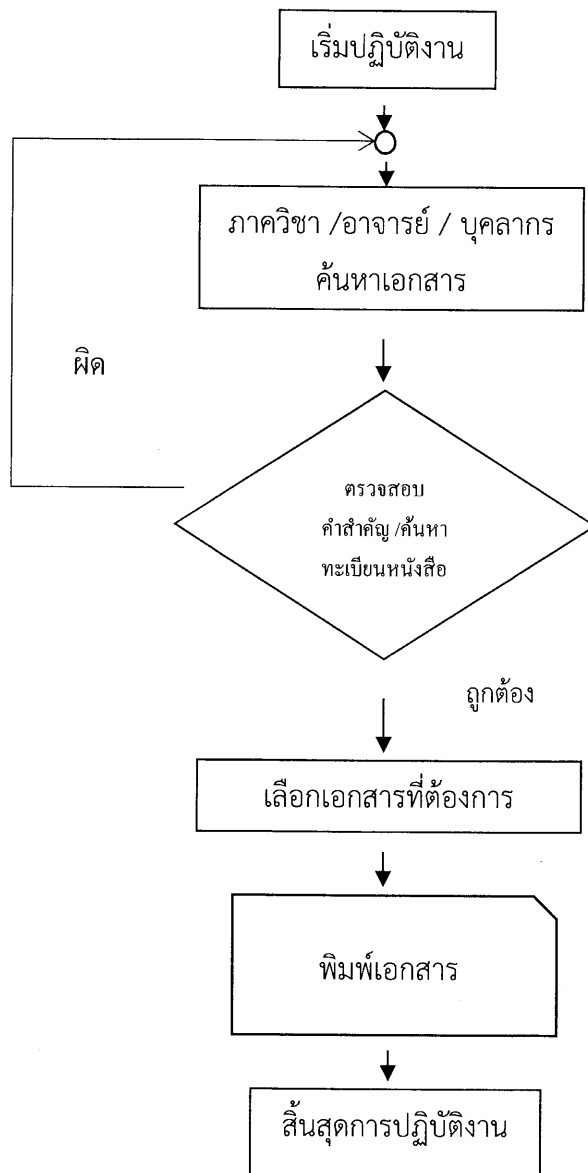 เริ่มปฏิบัติงาน
ภาควิชา /อาจารย์ / บุคลากร
ค้นหาเอกสาร
ผิด
ตรวจสอบ
คำสำคัญ /ค้นหา
ทะเบียนหนังสือ
ถูกต้อง
เลือกเอกสารที่ต้องการ
พิมพ์เอกสาร
สิ้นสุดการปฏิบัติงาน